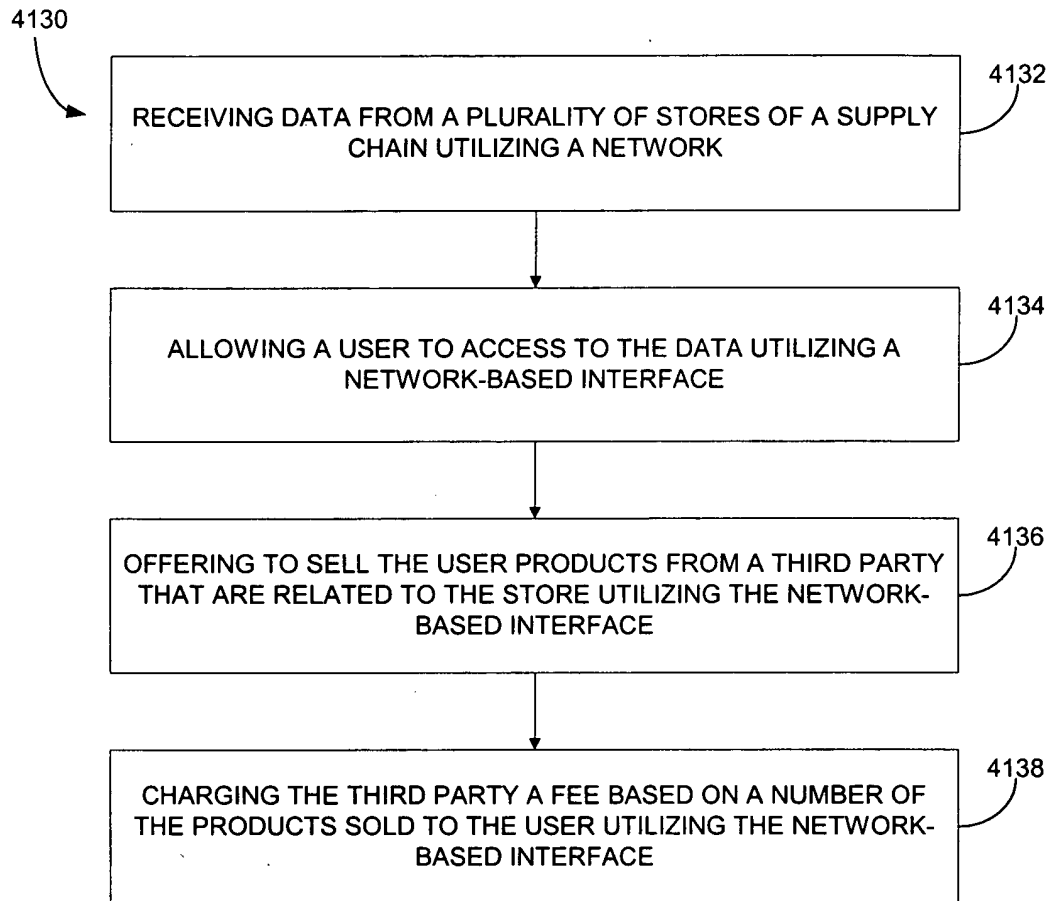 4130
4132
RECEIVING DATA FROM A PLURALITY OF STORES OF A SUPPLY
CHAIN UTILIZING A NETWORK
4134
ALLOWING A USER TO ACCESS TO THE DATA UTILIZING A
NETWORK-BASED INTERFACE
4136
OFFERING TO SELL THE USER PRODUCTS FROM A THIRD PARTY
THAT ARE RELATED TO THE STORE UTILIZING THE NETWORK-
BASED INTERFACE
4138
CHARGING THE THIRD PARTY A FEE BASED ON A NUMBER OF
THE PRODUCTS SOLD TO THE USER UTILIZING THE NETWORK-
BASED INTERFACE